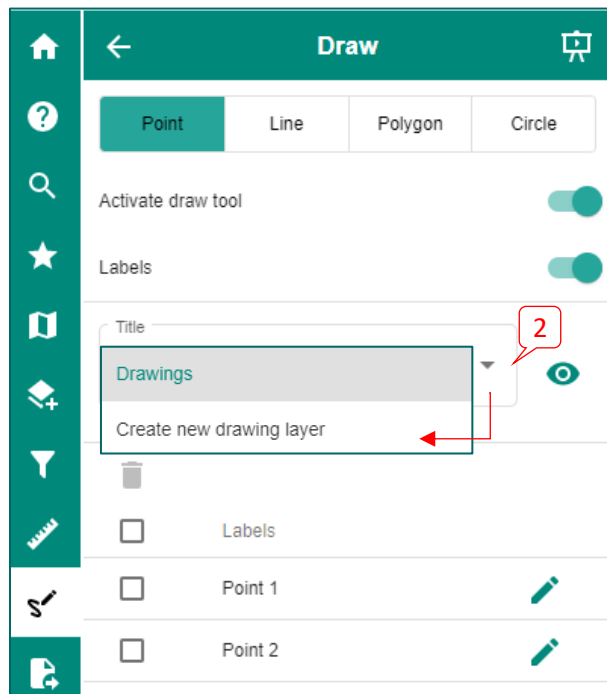 Draw
Point Line Polygon Circle
Activate draw tool
Labels
Title
2
Drawings
Create new drawing layer
Labels
Point 1
Point 2